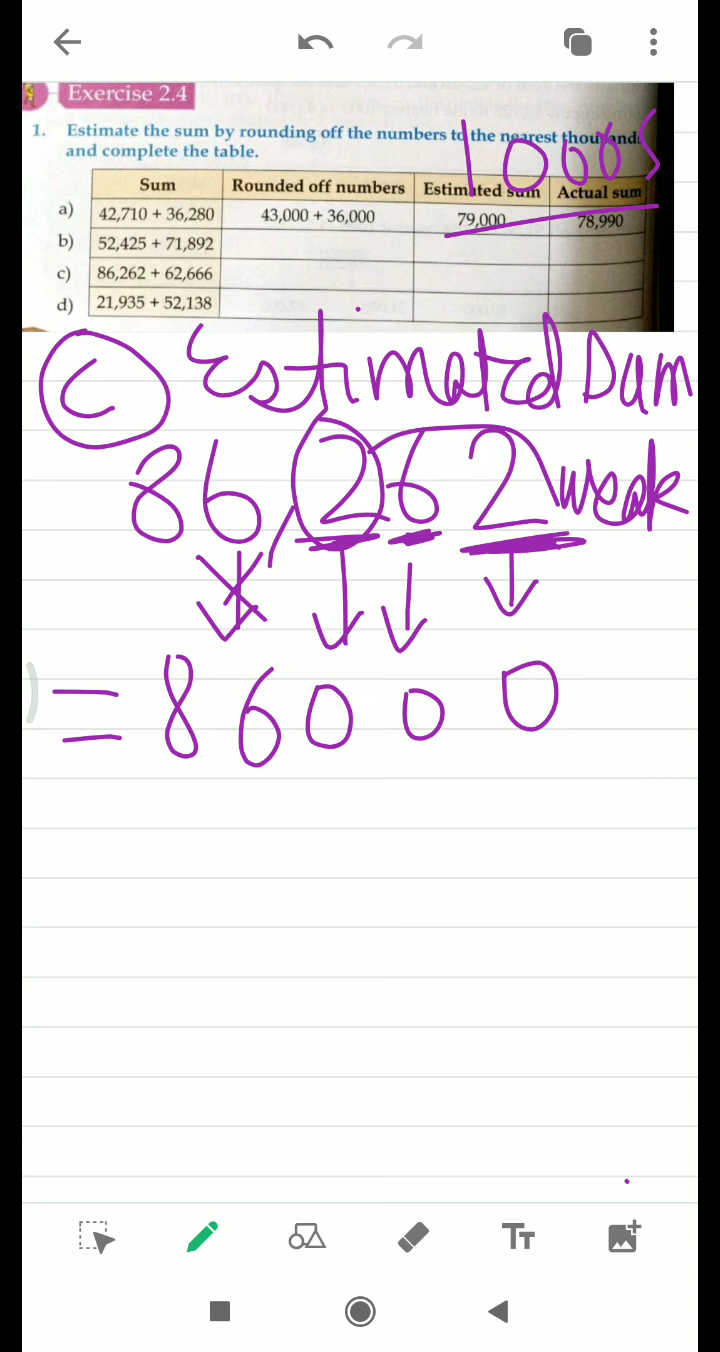 Exercise 2.4
1. Estimate the sum by rounding off the numbers to the nearest thousands
and complete the table.
1000s
Sum Rounded off numbers Estimated sum Actual sum
a) 42,710 + 36,280 43,000 + 36,000 79,000 78,990
b) 52,425 + 71,892
c) 86,262 + 62,666
d) 21,935 + 52,138
C Estimated Sum
86,262 weak
= 86000
TT